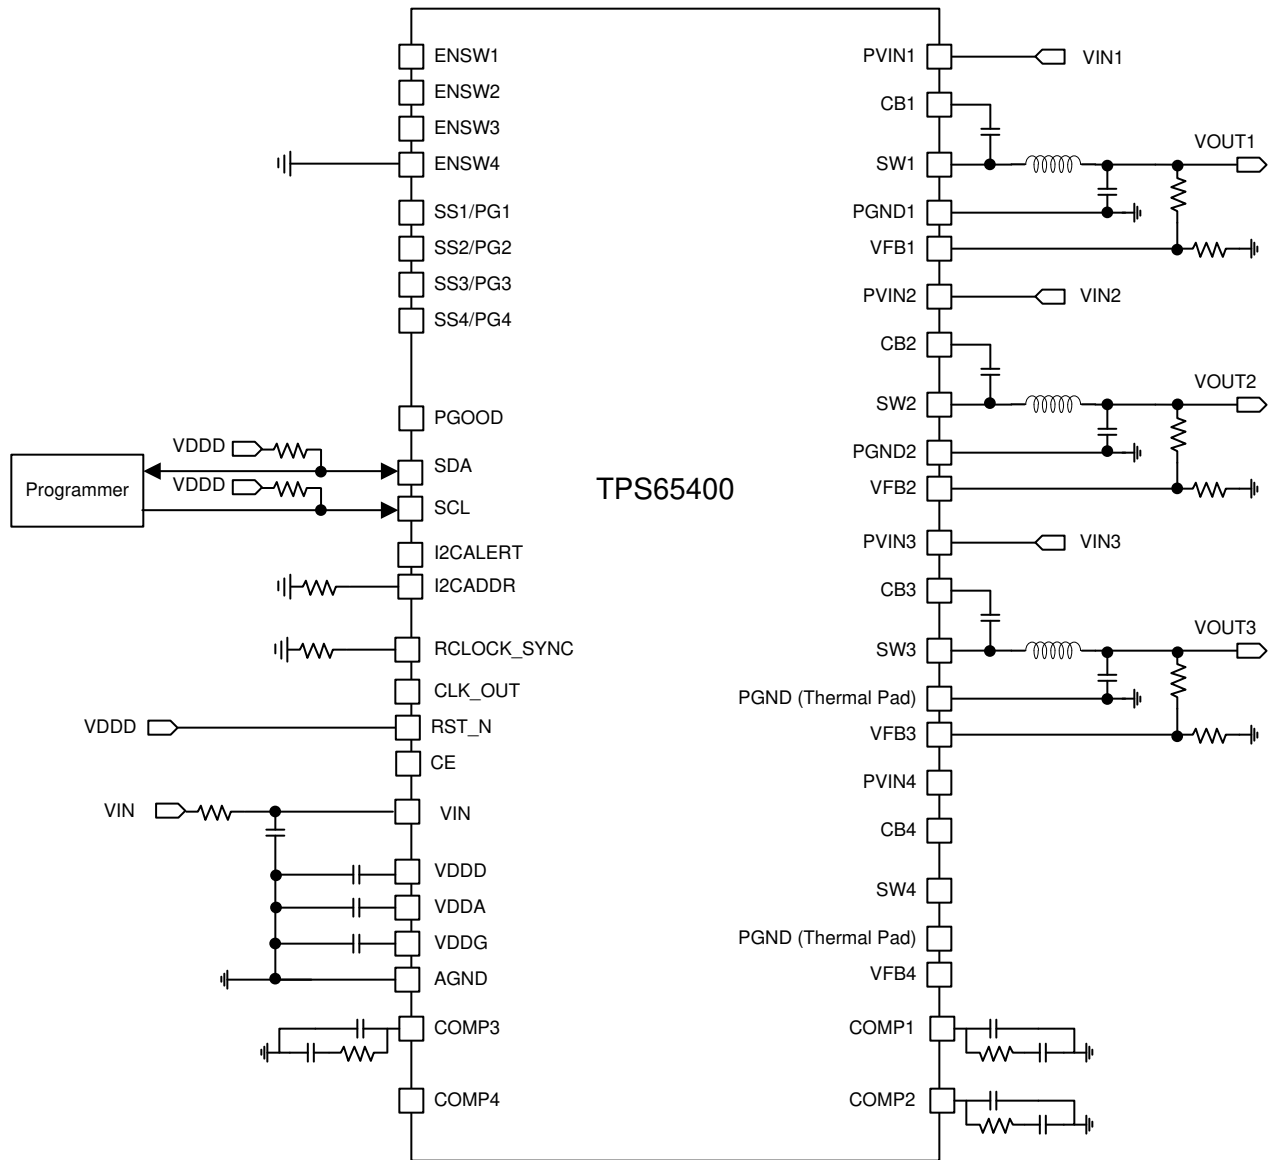 ENSW1
ENSW2
ENSW3
ENSW4
SS1/PG1
SS2/PG2
SS3/PG3
SS4/PG4
PGOOD
VDDD
SDA
Programmer
VDDD
SCL
I2CALERT
I2CADDR
RCLOCK_SYNC
CLK_OUT
VDDD
RST_N
CE
VIN
VIN
VDDD
VDDA
VDDG
AGND
COMP3
COMP4
TPS65400
PVIN1
VIN1
CB1
VOUT1
SW1
PGND1
VFB1
PVIN2
VIN2
CB2
VOUT2
SW2
PGND2
VFB2
PVIN3
VIN3
CB3
VOUT3
SW3
PGND (Thermal Pad)
VFB3
PVIN4
CB4
SW4
PGND (Thermal Pad)
VFB4
COMP1
COMP2